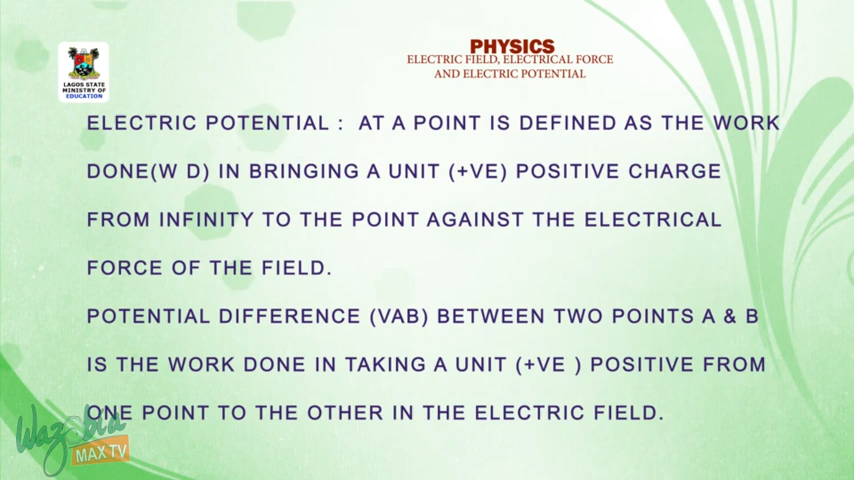 PHYSICS
ELECTRIC FIELD, ELECTRICAL FORCE
AND ELECTRIC POTENTIAL
LAGOS STATE
MINISTRY OF
EDUCATION
ELECTRIC POTENTIAL : AT A POINT IS DEFINED AS THE WORK
DONE(W D) IN BRINGING A UNIT (+VE) POSITIVE CHARGE
FROM INFINITY TO THE POINT AGAINST THE ELECTRICAL
FORCE OF THE FIELD.
POTENTIAL DIFFERENCE (VAB) BETWEEN TWO POINTS A & B
IS THE WORK DONE IN TAKING A UNIT (+VE ) POSITIVE FROM
ONE POINT TO THE OTHER IN THE ELECTRIC FIELD.
Wazobia
MAX TV